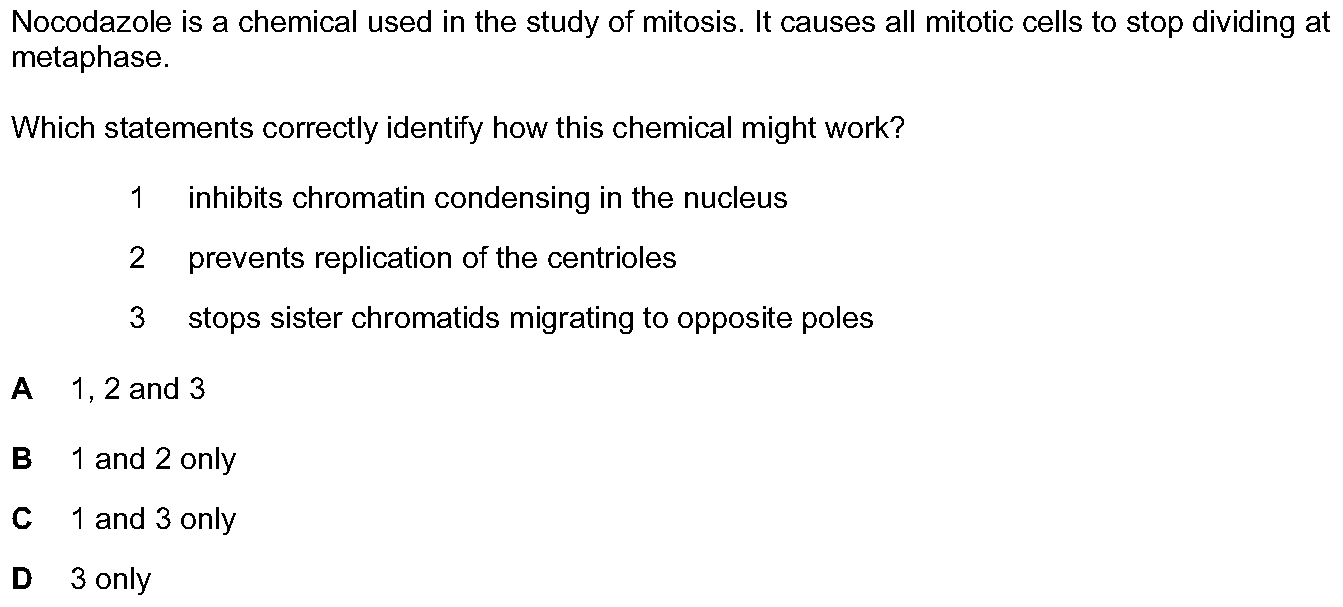 Nocodazole is a chemical used in the study of mitosis. It causes all mitotic cells to stop dividing at
metaphase.
Which statements correctly identify how this chemical might work?
1 inhibits chromatin condensing in the nucleus
2 prevents replication of the centrioles
3 stops sister chromatids migrating to opposite poles
A 1, 2 and 3
B 1 and 2 only
C 1 and 3 only
D 3 only